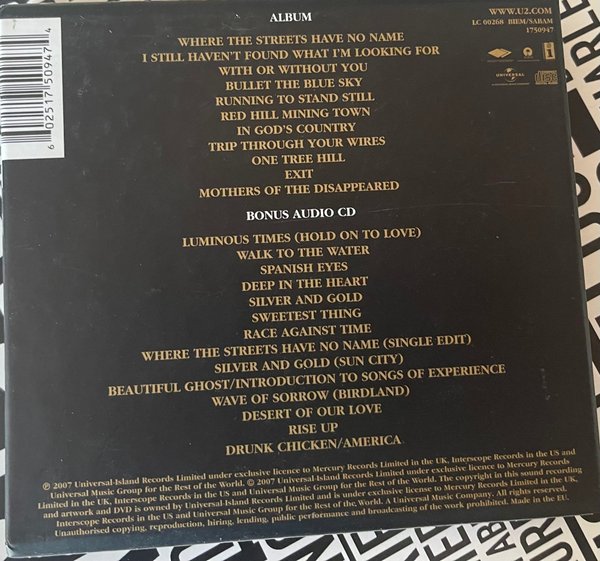 ALBUM
WHERE THE STREETS HAVE NO NAME
I STILL HAVEN'T FOUND WHAT I'M LOOKING FOR
WITH OR WITHOUT YOU
BULLET THE BLUE SKY
RUNNING TO STAND STILL
RED HILL MINING TOWN
IN GOD'S COUNTRY
TRIP THROUGH YOUR WIRES
ONE TREE HILL
EXIT
MOTHERS OF THE DISAPPEARED
BONUS AUDIO CD
LUMINOUS TIMES (HOLD ON TO LOVE)
WALK TO THE WATER
SPANISH EYES
DEEP IN THE HEART
SILVER AND GOLD
SWEETEST THING
RACE AGAINST TIME
WHERE THE STREETS HAVE NO NAME (SINGLE EDIT)
SILVER AND GOLD (SUN CITY)
BEAUTIFUL GHOST/INTRODUCTION TO SONGS OF EXPERIENCE
WAVE OF SORROW (BIRDLAND)
DESERT OF OUR LOVE
RISE UP
DRUNK CHICKEN/AMERICA
WWW.U2.COM
LC 00268 BIEM/SABAM
1750947
UNIVERSAL
6 02517 50947 4
℗ 2007 Universal-Island Records Limited under exclusive licence to Mercury Records Limited in the UK, Interscope Records in the US and
Universal Music Group for the Rest of the World. © 2007 Universal-Island Records Limited under exclusive licence to Mercury Records
Limited in the UK, Interscope Records in the US and Universal Music Group for the Rest of the World. The copyright in this sound recording
and artwork and DVD is owned by Universal-Island Records Limited and is under exclusive licence to Mercury Records Limited in the UK,
Interscope Records in the US and Universal Music Group for the Rest of the World. A Universal Music Company. All rights reserved.
Unauthorised copying, reproduction, hiring, lending, public performance and broadcasting of the work prohibited. Made in the EU.